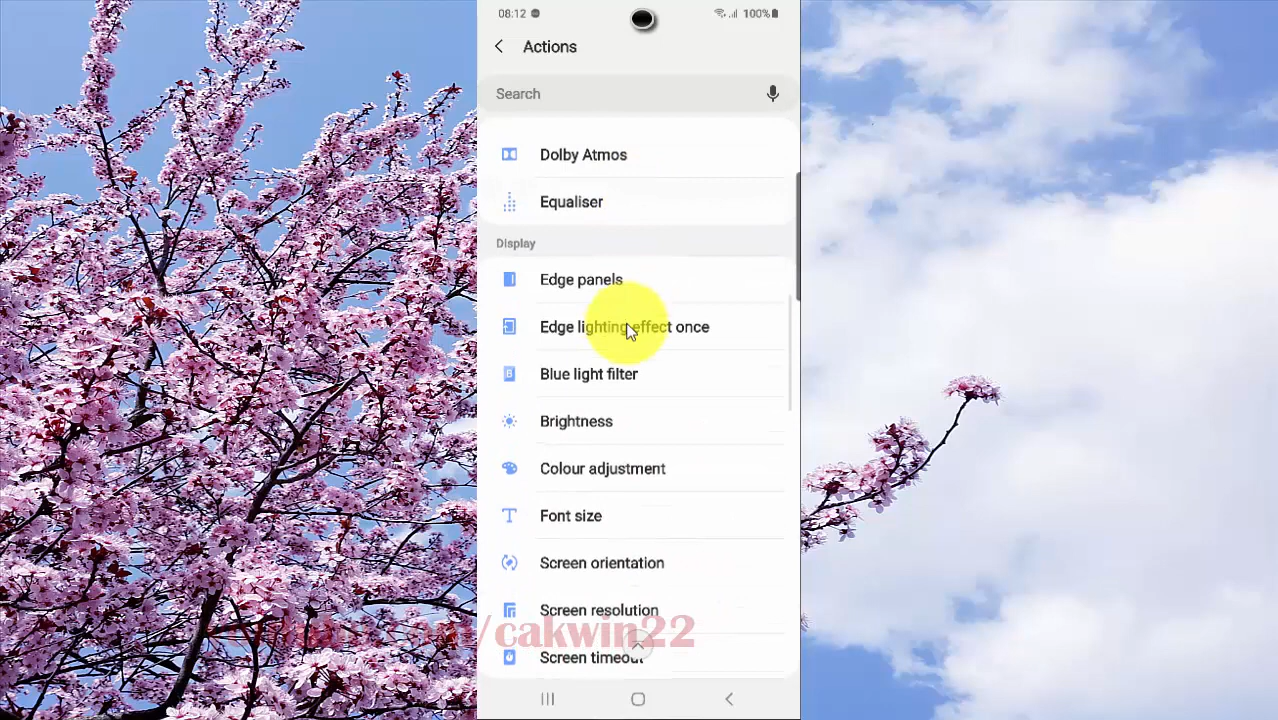 08:12
100%
Actions
Search
Dolby Atmos
Equaliser
Display
Edge panels
Edge lighting effect once
Blue light filter
Brightness
Colour adjustment
Font size
Screen orientation
Screen resolution
/cakwin22
Screen timeout